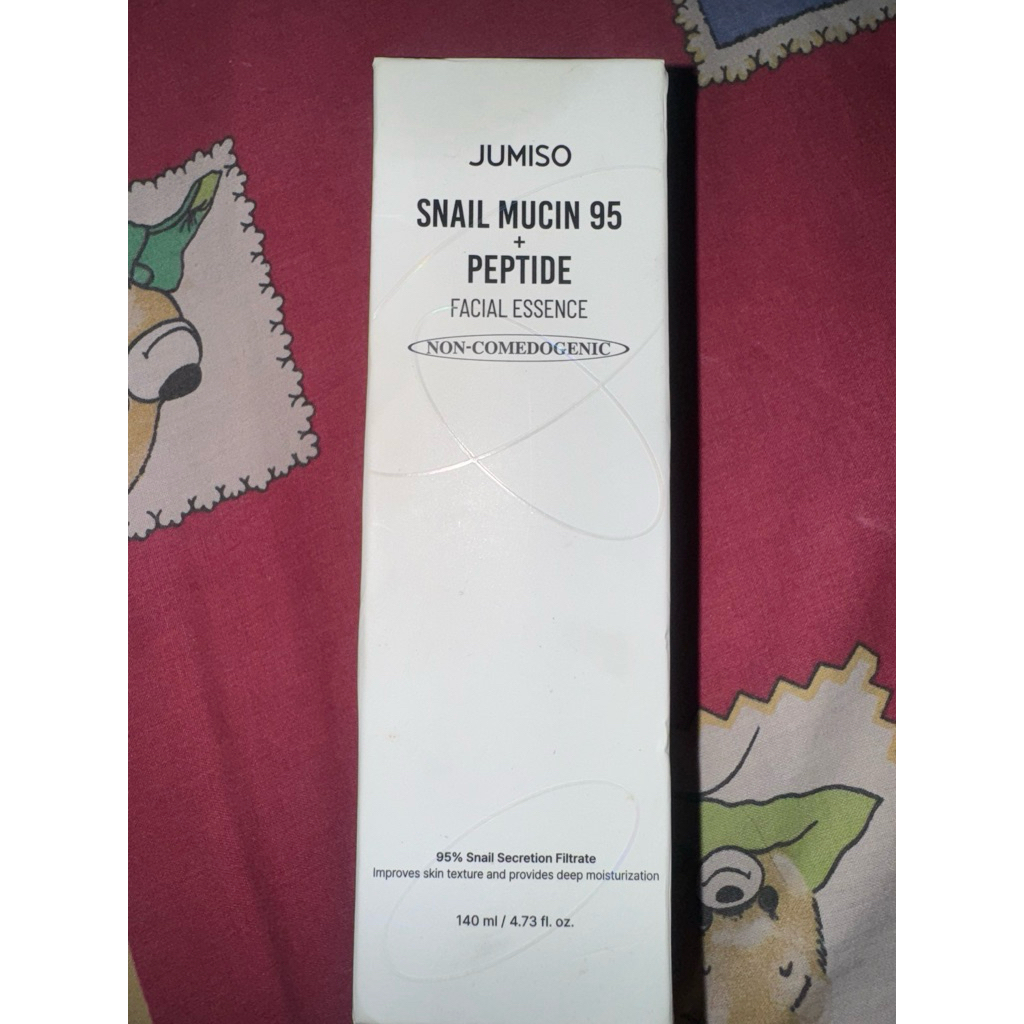 JUMISO
SNAIL MUCIN 95
+
PEPTIDE
FACIAL ESSENCE
NON-COMEDOGENIC
95% Snail Secretion Filtrate
Improves skin texture and provides deep moisturization
140 ml / 4.73 fl. oz.